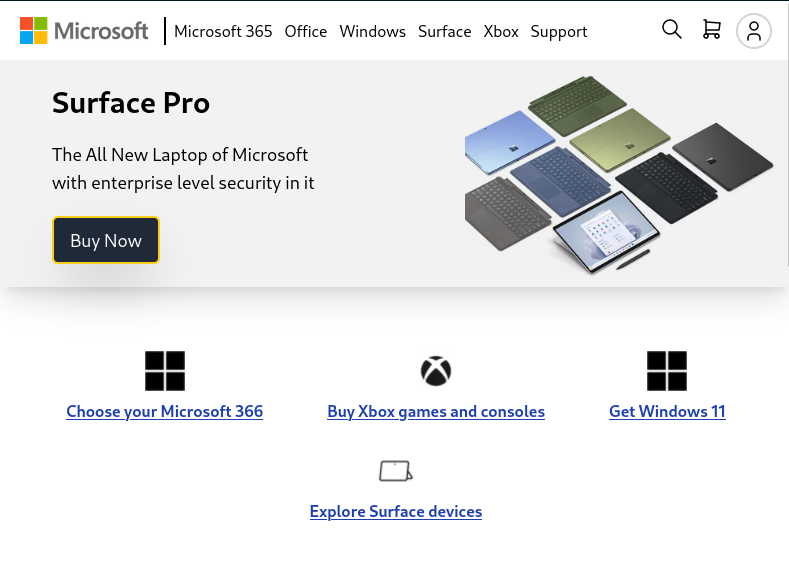 Microsoft Microsoft 365 Office Windows Surface Xbox Support
Surface Pro
The All New Laptop of Microsoft
with enterprise level security in it
Buy Now
Choose your Microsoft 366 Buy Xbox games and consoles Get Windows 11
Explore Surface devices